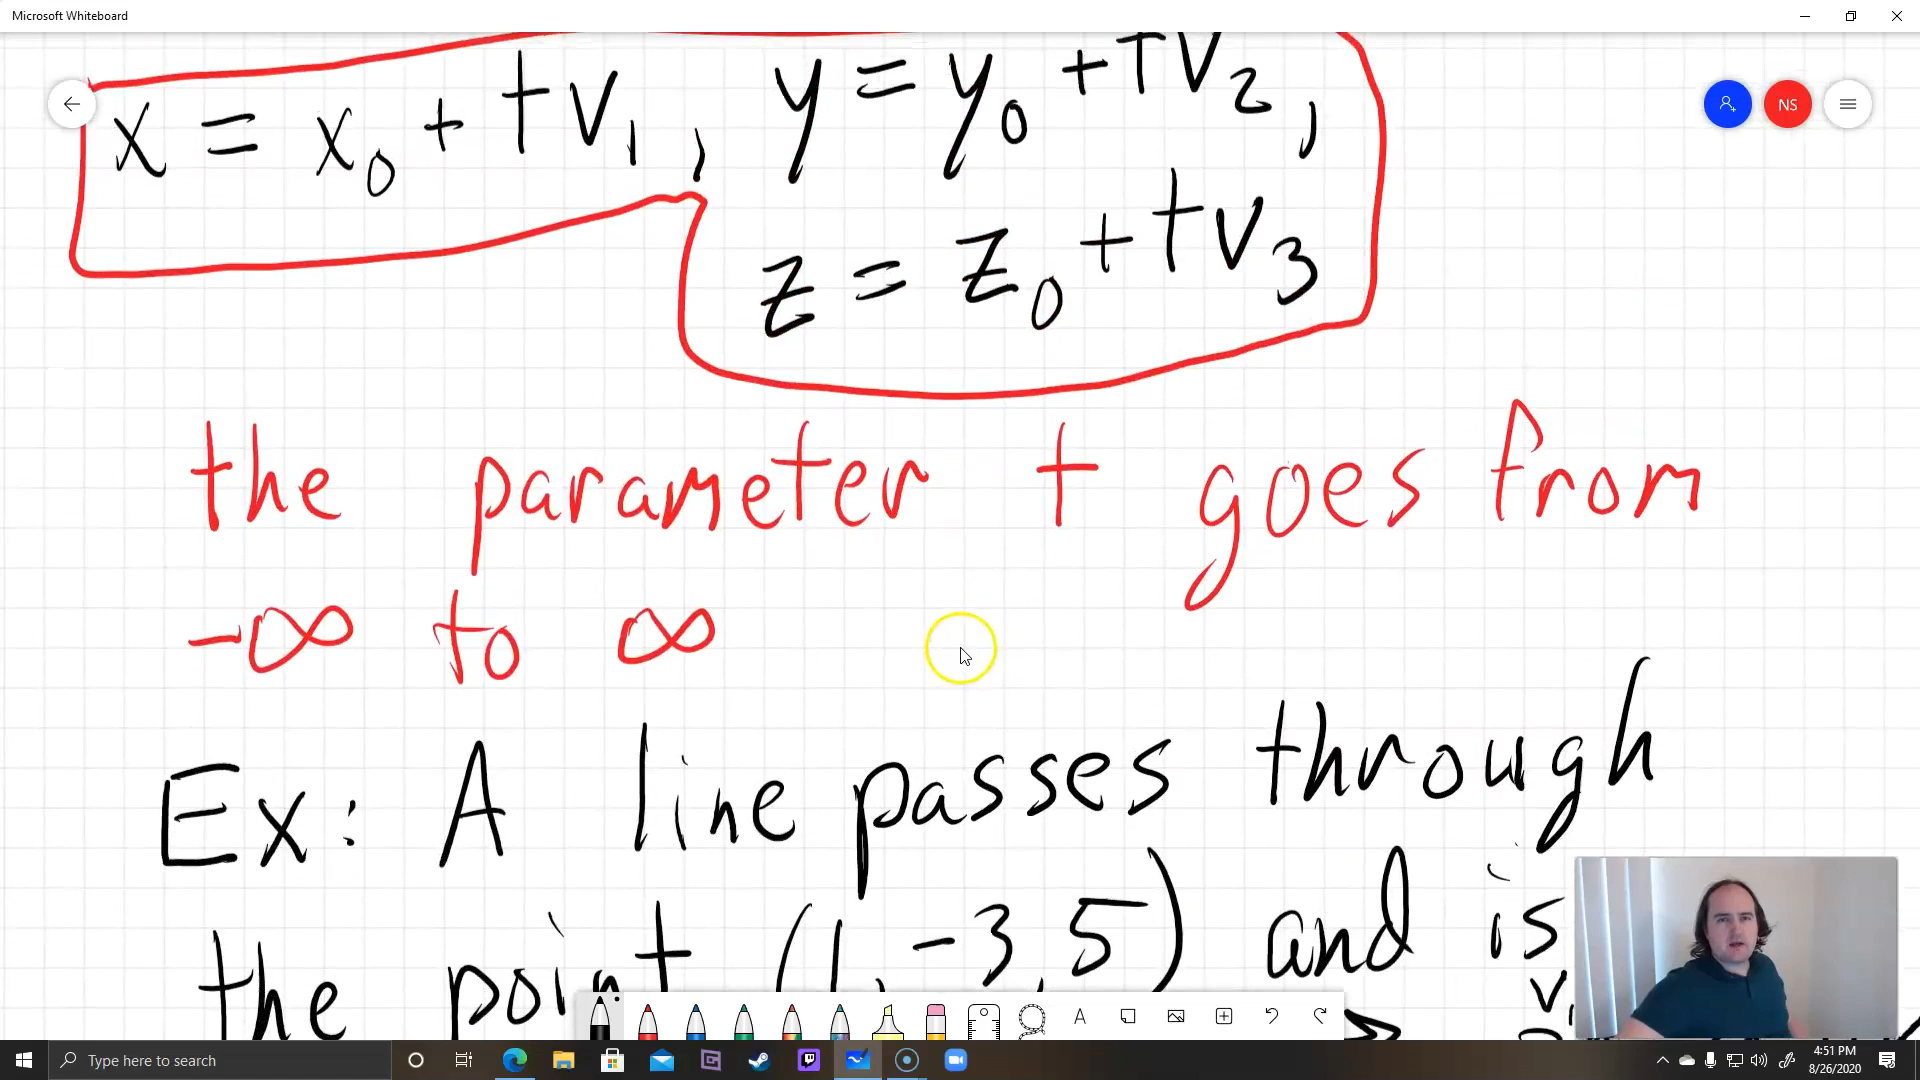 Microsoft Whiteboard
x = x₀ + tv₁, y = y₀ + tv₂,
z = z₀ + tv₃
NS
the parameter t goes from
-∞ to ∞
Ex: A line passes through
the point (1, -3, 5) and is
A
Type here to search
4:51 PM
8/26/2020